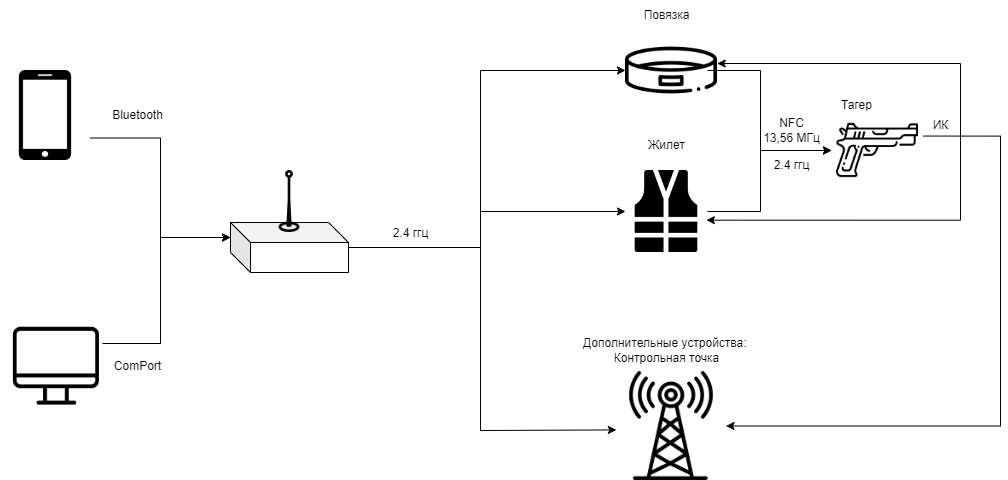 Повязка
Bluetooth
Тагер
NFC
13,56 МГц
ИК
Жилет
2.4 ггц
2.4 ггц
Дополнительные устройства:
Контрольная точка
ComPort